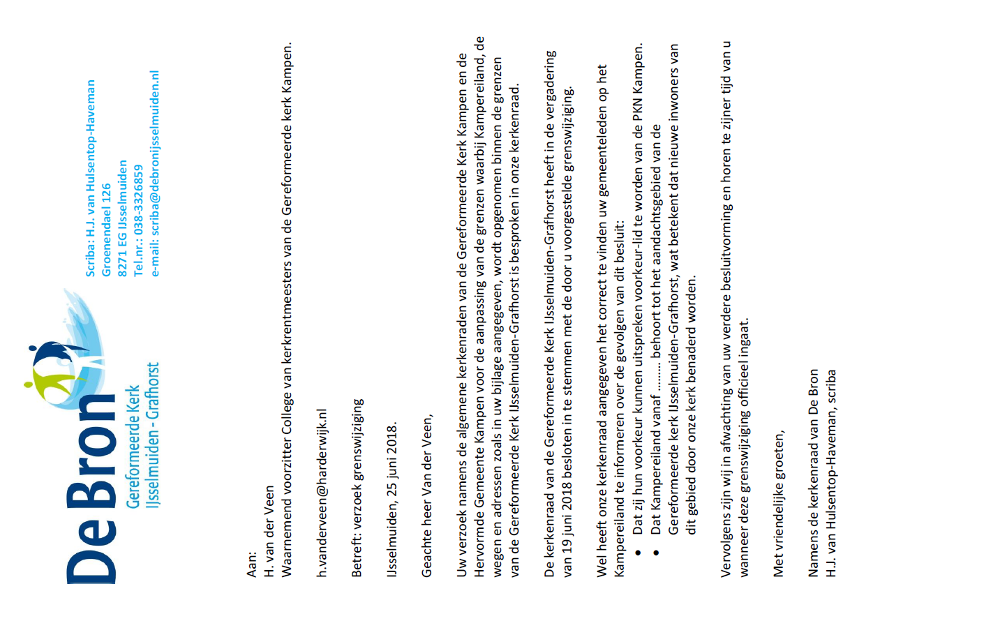 De Bron
Gereformeerde Kerk
IJsselmuiden - Grafhorst
Scriba: H.J. van Hulsentop-Haveman
Groenendael 126
8271 EG IJsselmuiden
Tel.nr.: 038-3326859
e-mail: scriba@debronijsselmuiden.nl
Aan:
H. van der Veen
Waarnemend voorzitter College van kerkrentmeesters van de Gereformeerde kerk Kampen.
h.vanderveen@harderwijk.nl
Betreft: verzoek grenswijziging
IJsselmuiden, 25 juni 2018.
Geachte heer Van der Veen,
Uw verzoek namens de algemene kerkenraden van de Gereformeerde Kerk Kampen en de
Hervormde Gemeente Kampen voor de aanpassing van de grenzen waarbij Kampereiland, de
wegen en adressen zoals in uw bijlage aangegeven, wordt opgenomen binnen de grenzen
van de Gereformeerde Kerk IJsselmuiden-Grafhorst is besproken in onze kerkenraad.
De kerkenraad van de Gereformeerde Kerk IJsselmuiden-Grafhorst heeft in de vergadering
van 19 juni 2018 besloten in te stemmen met de door u voorgestelde grenswijziging.
Wel heeft onze kerkenraad aangegeven het correct te vinden uw gemeenteleden op het
Kampereiland te informeren over de gevolgen van dit besluit:
● Dat zij hun voorkeur kunnen uitspreken voorkeur-lid te worden van de PKN Kampen.
● Dat Kampereiland vanaf ......... behoort tot het aandachtsgebied van de
Gereformeerde kerk IJsselmuiden-Grafhorst, wat betekent dat nieuwe inwoners van
dit gebied door onze kerk benaderd worden.
Vervolgens zijn wij in afwachting van uw verdere besluitvorming en horen te zijner tijd van u
wanneer deze grenswijziging officieel ingaat.
Met vriendelijke groeten,
Namens de kerkenraad van De Bron
H.J. van Hulsentop-Haveman, scriba